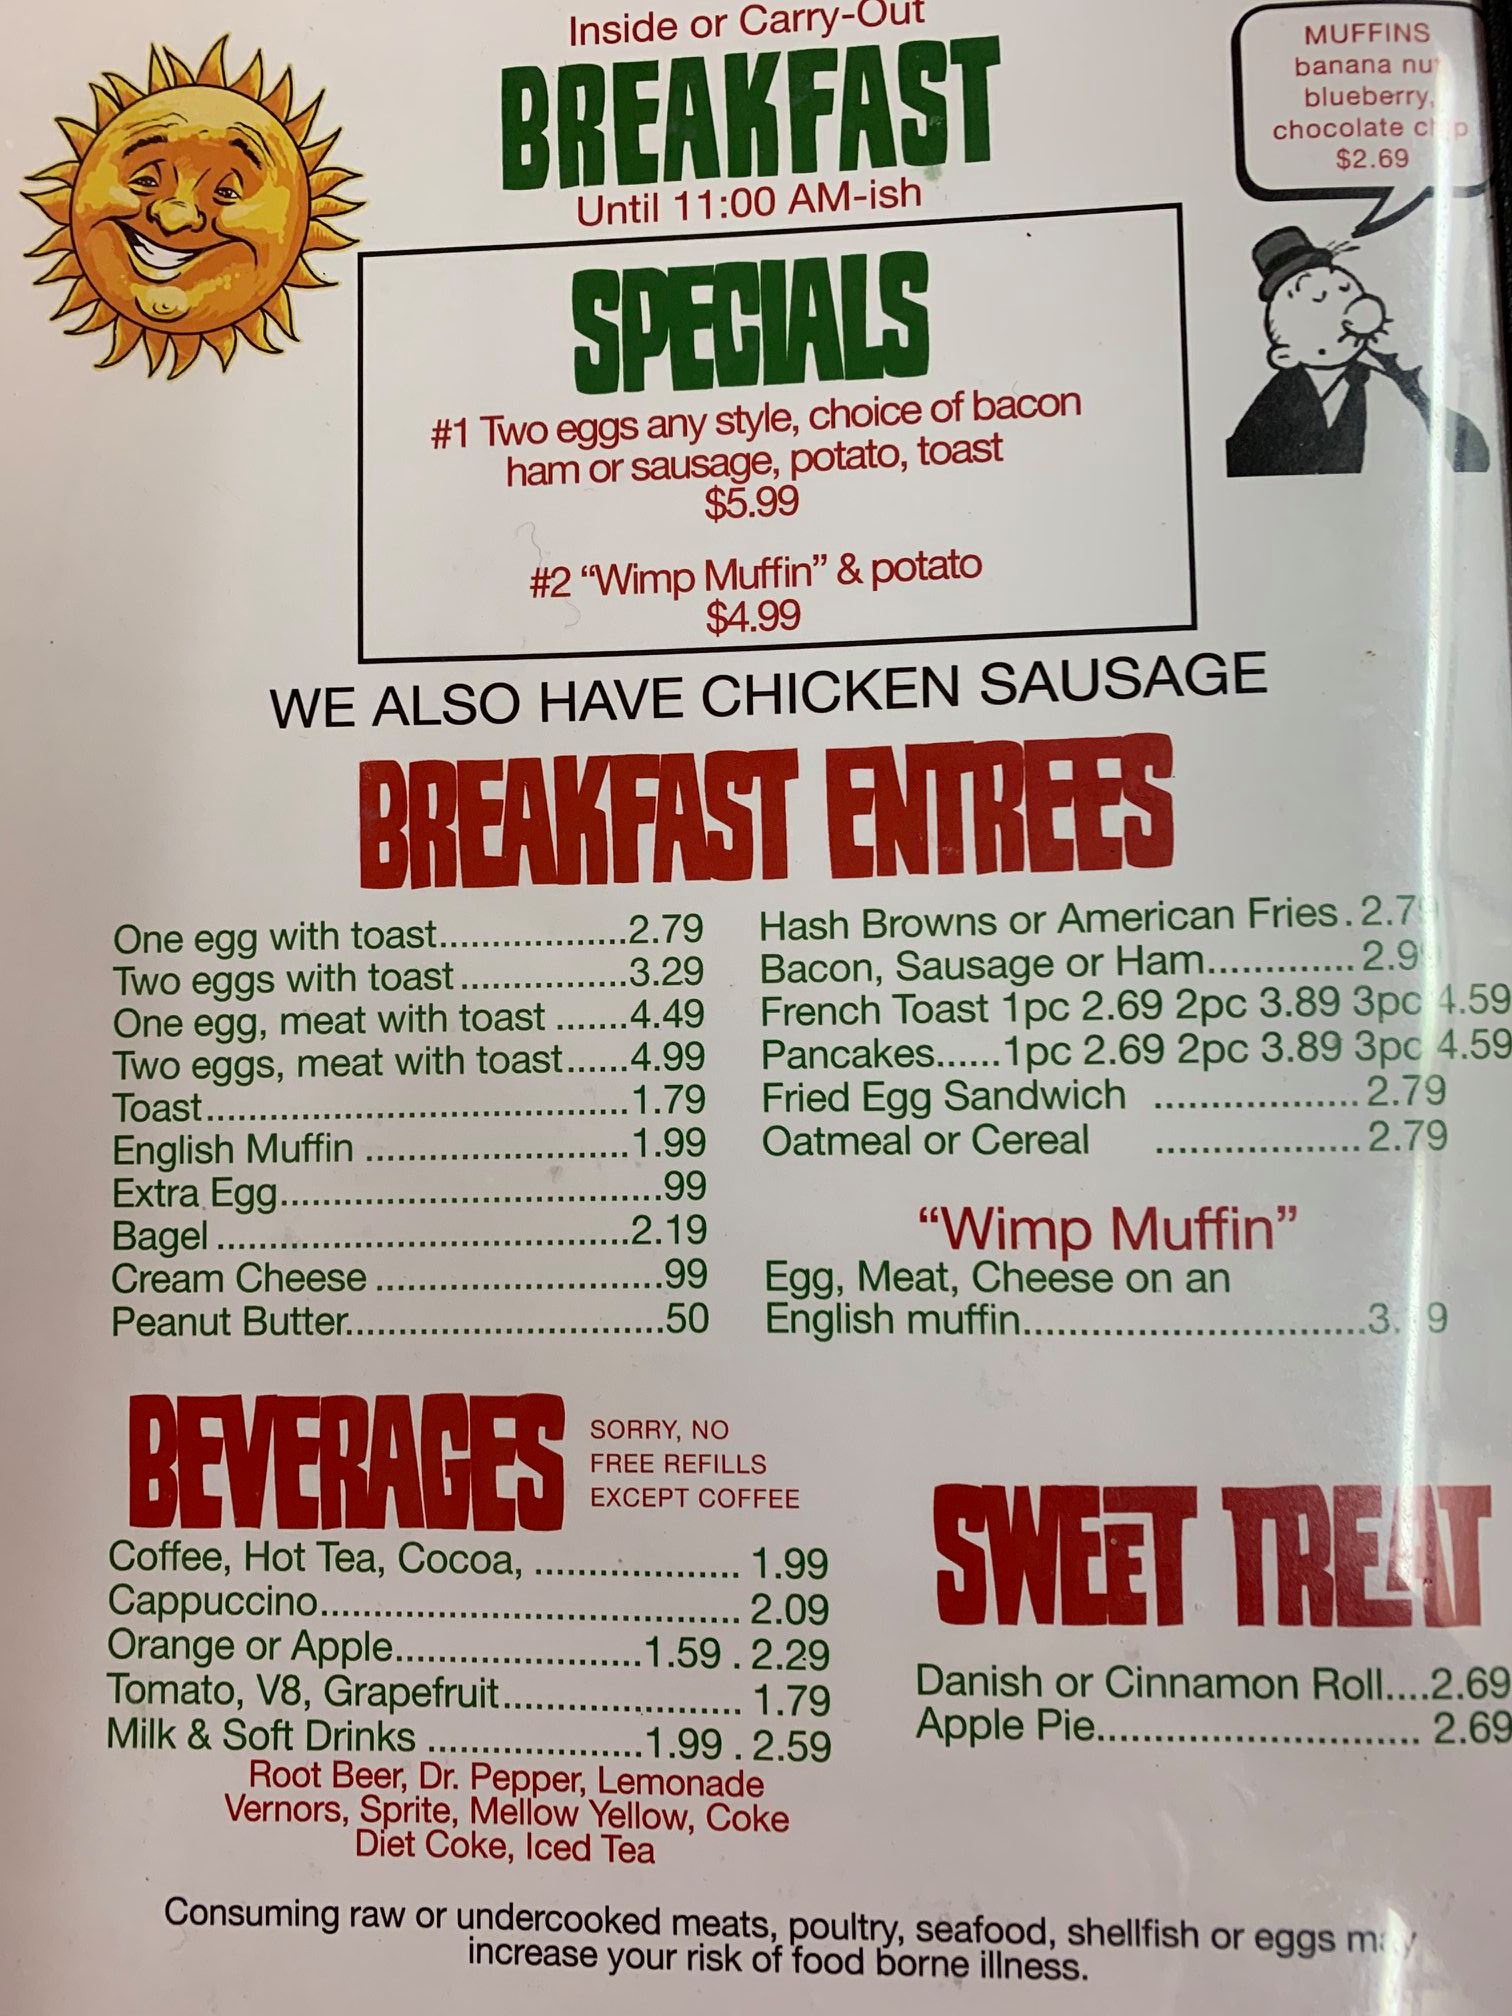 Inside or Carry-Out
BREAKFAST
Until 11:00 AM-ish
MUFFINS
banana nut
blueberry,
chocolate chip
$2.69
SPECIALS
#1 Two eggs any style, choice of bacon
ham or sausage, potato, toast
$5.99
#2 “Wimp Muffin” & potato
$4.99
WE ALSO HAVE CHICKEN SAUSAGE
BREAKFAST ENTREES
One egg with toast..................2.79
Two eggs with toast................3.29
One egg, meat with toast .......4.49
Two eggs, meat with toast......4.99
Toast........................................1.79
English Muffin .........................1.99
Extra Egg....................................99
Bagel .......................................2.19
Cream Cheese ...........................99
Peanut Butter..............................50
Hash Browns or American Fries.2.79
Bacon, Sausage or Ham..............2.9
French Toast 1pc 2.69 2pc 3.89 3pc 4.59
Pancakes......1pc 2.69 2pc 3.89 3pc 4.59
Fried Egg Sandwich ..................2.79
Oatmeal or Cereal ..................2.79
“Wimp Muffin”
Egg, Meat, Cheese on an
English muffin................................
BEVERAGES
SORRY, NO
FREE REFILLS
EXCEPT COFFEE
Coffee, Hot Tea, Cocoa, .................... 1.99
Cappuccino........................................ 2.09
Orange or Apple.......................1.59 . 2.29
Tomato, V8, Grapefruit....................... 1.79
Milk & Soft Drinks .....................1.99 . 2.59
Root Beer, Dr. Pepper, Lemonade
Vernors, Sprite, Mellow Yellow, Coke
Diet Coke, Iced Tea
SWEET TREAT
Danish or Cinnamon Roll....2.69
Apple Pie............................... 2.69
Consuming raw or undercooked meats, poultry, seafood, shellfish or eggs may
increase your risk of food borne illness.